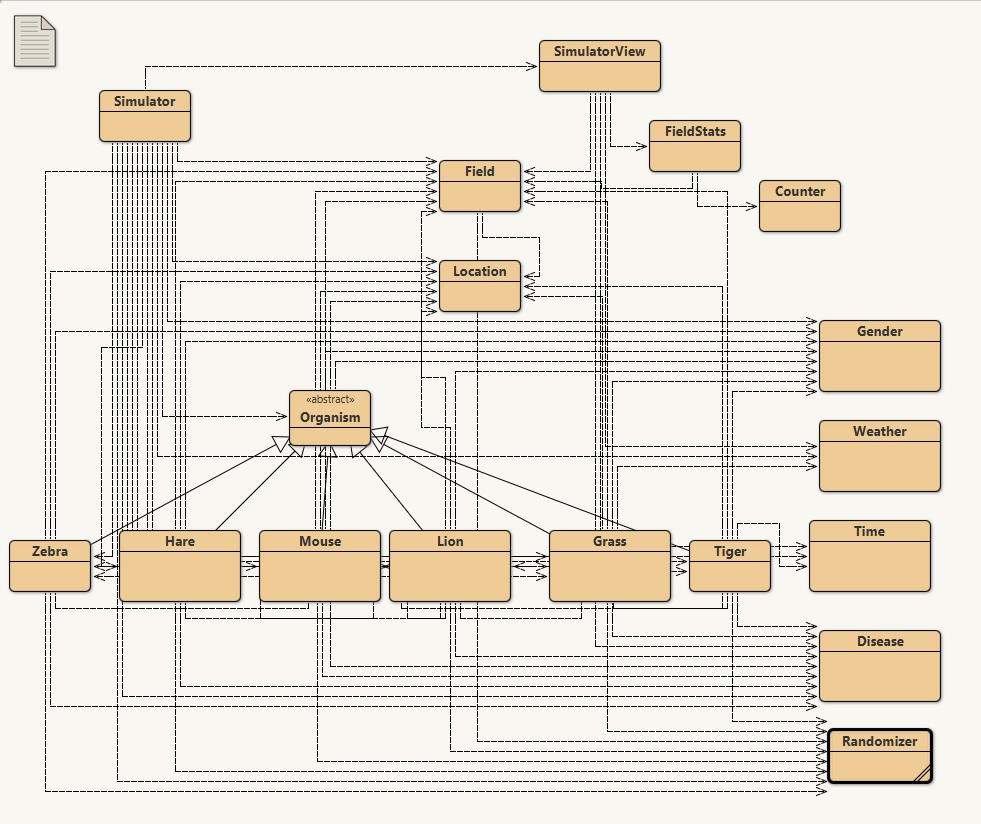 SimulatorView
Simulator
FieldStats
Field
Counter
Location
Gender
«abstract»
Organism
Weather
Time
Zebra
Hare
Mouse
Lion
Grass
Tiger
Disease
Randomizer